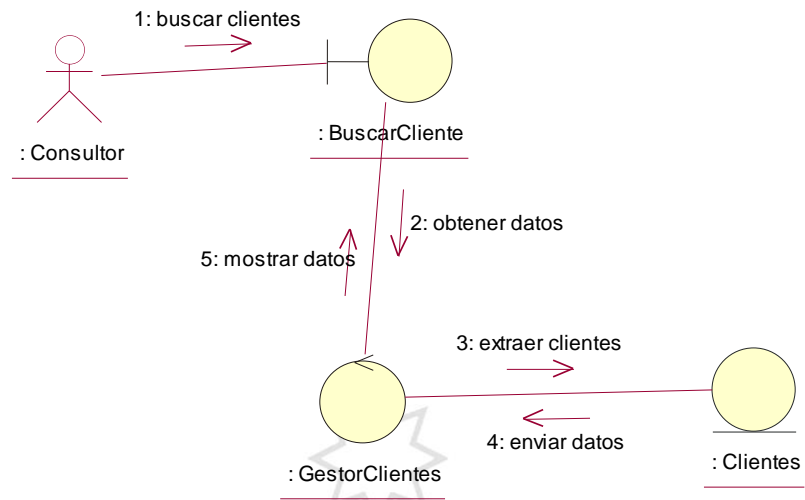 1: buscar clientes
: Consultor
: BuscarCliente
2: obtener datos
5: mostrar datos
3: extraer clientes
4: enviar datos
: GestorClientes
: Clientes